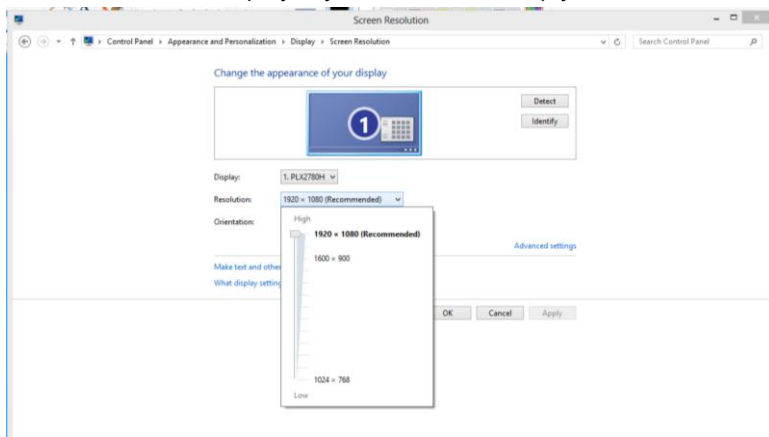 Screen Resolution
Control Panel › Appearance and Personalization › Display › Screen Resolution
Search Control Panel
Change the appearance of your display
1
Detect
Identify
Display: 1. PLX2780H
Resolution: 1920 × 1080 (Recommended)
Orientation:
High
1920 × 1080 (Recommended)
Advanced settings
1600 × 900
Make text and other
What display setting
OK Cancel Apply
1024 × 768
Low